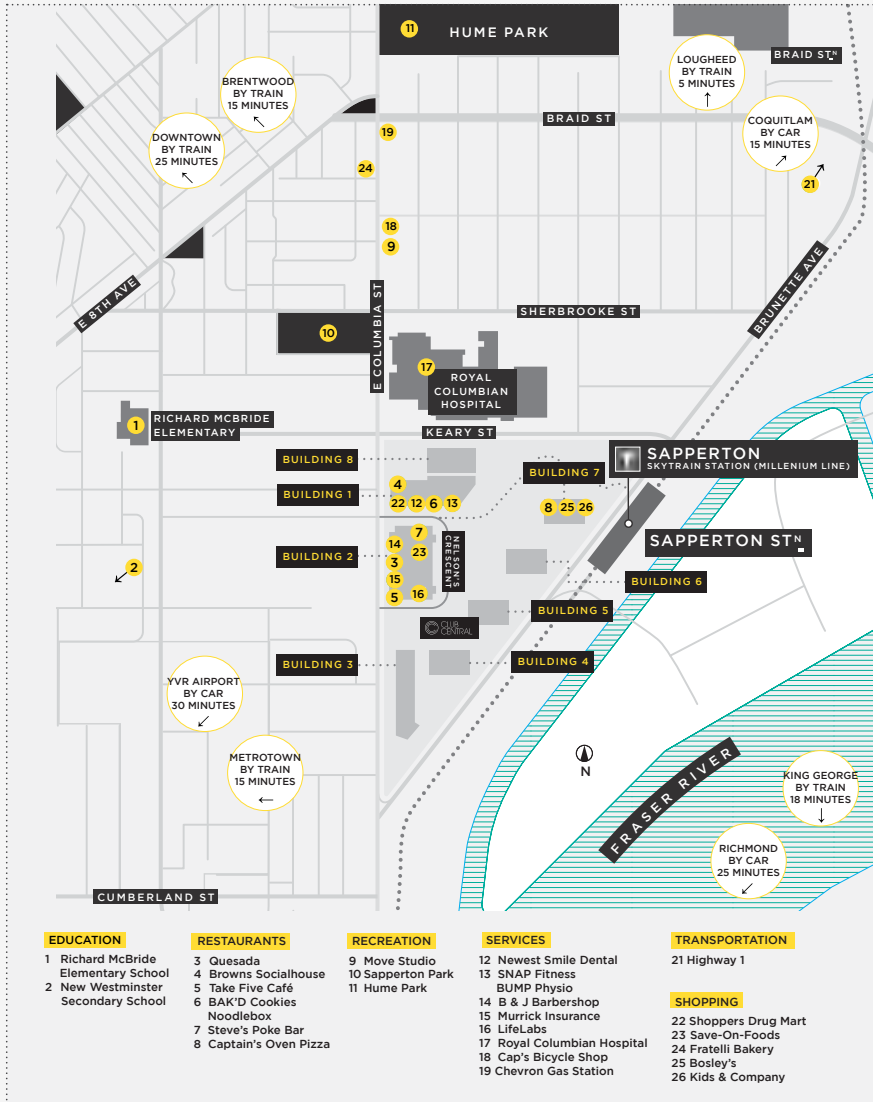 11
HUME PARK
BRAID STN
LOUGHEED
BY TRAIN
5 MINUTES
BRENTWOOD
BY TRAIN
15 MINUTES
COQUITLAM
BY CAR
15 MINUTES
BRAID ST
19
DOWNTOWN
BY TRAIN
25 MINUTES
24
21
18
9
E 8TH AVE
E COLUMBIA ST
BRUNETTE AVE
SHERBROOKE ST
10
17
ROYAL
COLUMBIAN
HOSPITAL
1
RICHARD MCBRIDE
ELEMENTARY
KEARY ST
BUILDING 8
SAPPERTON
SKYTRAIN STATION (MILLENIUM LINE)
BUILDING 7
4
BUILDING 1
22
12
6
13
8
25
26
7
SAPPERTON STN
14
23
BUILDING 2
3
NELSON'S
CRESCENT
2
15
16
5
BUILDING 6
BUILDING 5
CLUB
CENTRAL
BUILDING 3
BUILDING 4
YVR AIRPORT
BY CAR
30 MINUTES
METROTOWN
BY TRAIN
15 MINUTES
N
FRASER RIVER
KING GEORGE
BY TRAIN
18 MINUTES
RICHMOND
BY CAR
25 MINUTES
CUMBERLAND ST
EDUCATION
1 Richard McBride
Elementary School
2 New Westminster
Secondary School
RESTAURANTS
3 Quesada
4 Browns Socialhouse
5 Take Five Café
6 BAK'D Cookies
Noodlebox
7 Steve's Poke Bar
8 Captain's Oven Pizza
RECREATION
9 Move Studio
10 Sapperton Park
11 Hume Park
SERVICES
12 Newest Smile Dental
13 SNAP Fitness
BUMP Physio
14 B & J Barbershop
15 Murrick Insurance
16 LifeLabs
17 Royal Columbian Hospital
18 Cap's Bicycle Shop
19 Chevron Gas Station
TRANSPORTATION
21 Highway 1
SHOPPING
22 Shoppers Drug Mart
23 Save-On-Foods
24 Fratelli Bakery
25 Bosley's
26 Kids & Company